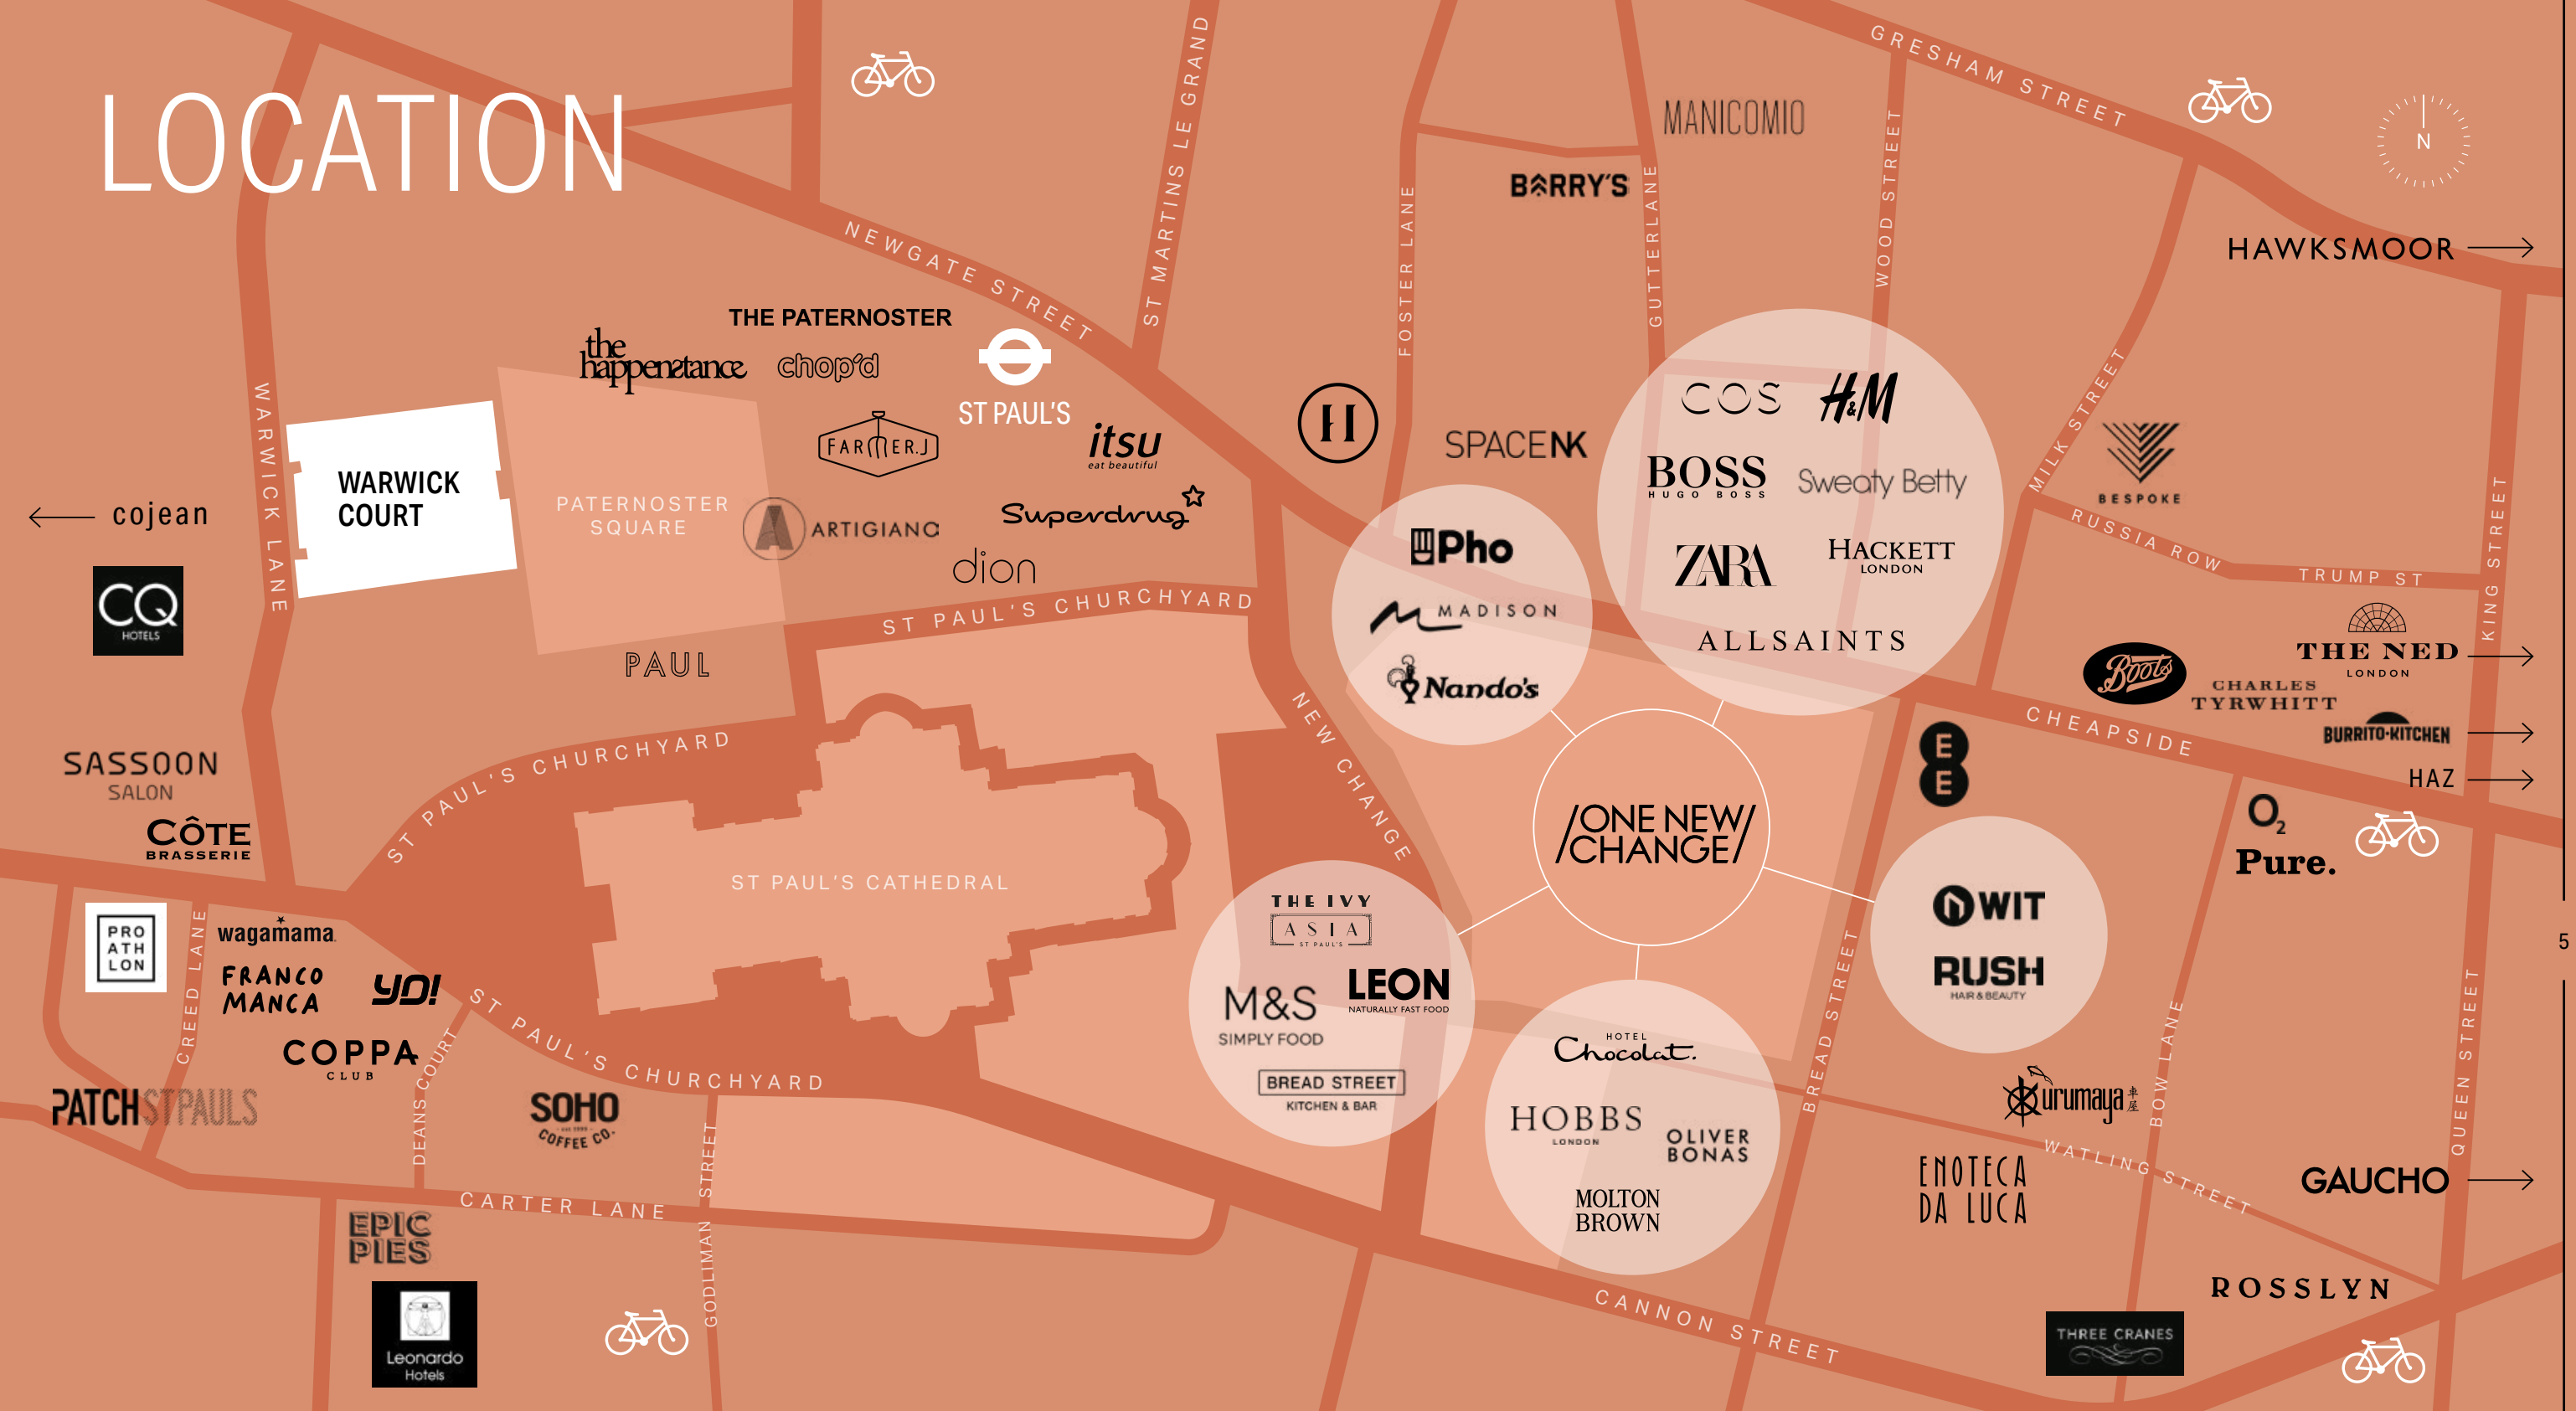 LOCATION
GRESHAM STREET
N
MANICOMIO
BARRY'S
HAWKSMOOR
ST MARTINS LE GRAND
NEWGATE STREET
FOSTER LANE
GUTTERLANE
WOOD STREET
MILK STREET
WARWICK LANE
THE PATERNOSTER
the
happenstance
chop'd
ST PAUL'S
FARMER.J
itsu
eat beautiful
Superdrug
ARTIGIANO
dion
PAUL
WARWICK
COURT
PATERNOSTER
SQUARE
cojean
CQ
HOTELS
H
SPACENK
COS
H&M
BOSS
HUGO BOSS
Sweaty Betty
ZARA
HACKETT
LONDON
ALLSAINTS
BESPOKE
RUSSIA ROW
TRUMP ST
KING STREET
Pho
MADISON
Nando's
ST PAUL'S CHURCHYARD
ST PAUL'S CHURCHYARD
NEW CHANGE
Boots
THE NED
LONDON
CHARLES
TYRWHITT
BURRITO-KITCHEN
HAZ
CHEAPSIDE
EE
O2
Pure.
SASSOON
SALON
CÔTE
BRASSERIE
/ONE NEW/
/CHANGE/
ST PAUL'S CATHEDRAL
WIT
RUSH
HAIR & BEAUTY
5
PRO
ATH
LON
CREED LANE
wagamama
FRANCO
MANCA
YO!
COPPA
CLUB
PATCHSTPAULS
DEANS COURT
ST PAUL'S CHURCHYARD
SOHO
COFFEE CO.
THE IVY
ASIA
ST PAUL'S
LEON
NATURALLY FAST FOOD
M&S
SIMPLY FOOD
BREAD STREET
KITCHEN & BAR
HOTEL
Chocolat.
HOBBS
LONDON
OLIVER
BONAS
MOLTON
BROWN
BREAD STREET
Kurumaya
車屋
BOW LANE
WATLING STREET
QUEEN STREET
ENOTECA
DA LUCA
GAUCHO
CARTER LANE
GODLIMAN STREET
EPIC
PIES
Leonardo
Hotels
CANNON STREET
ROSSLYN
THREE CRANES